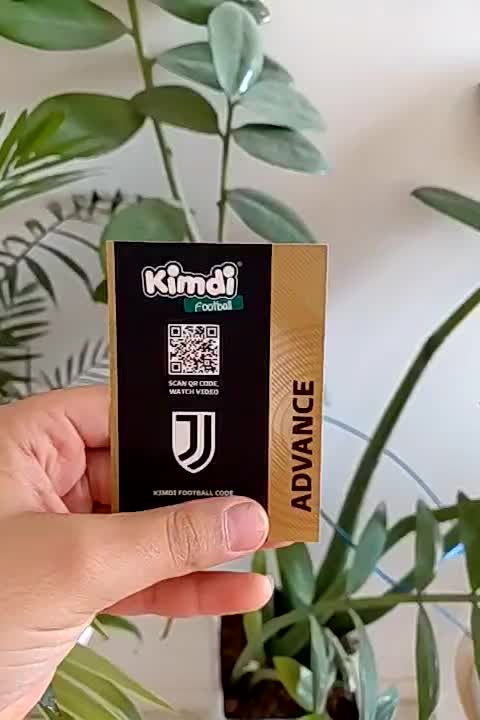 Kimdi®
Football
SCAN QR CODE,
WATCH VIDEO
KIMDI FOOTBALL CODE
ADVANCE